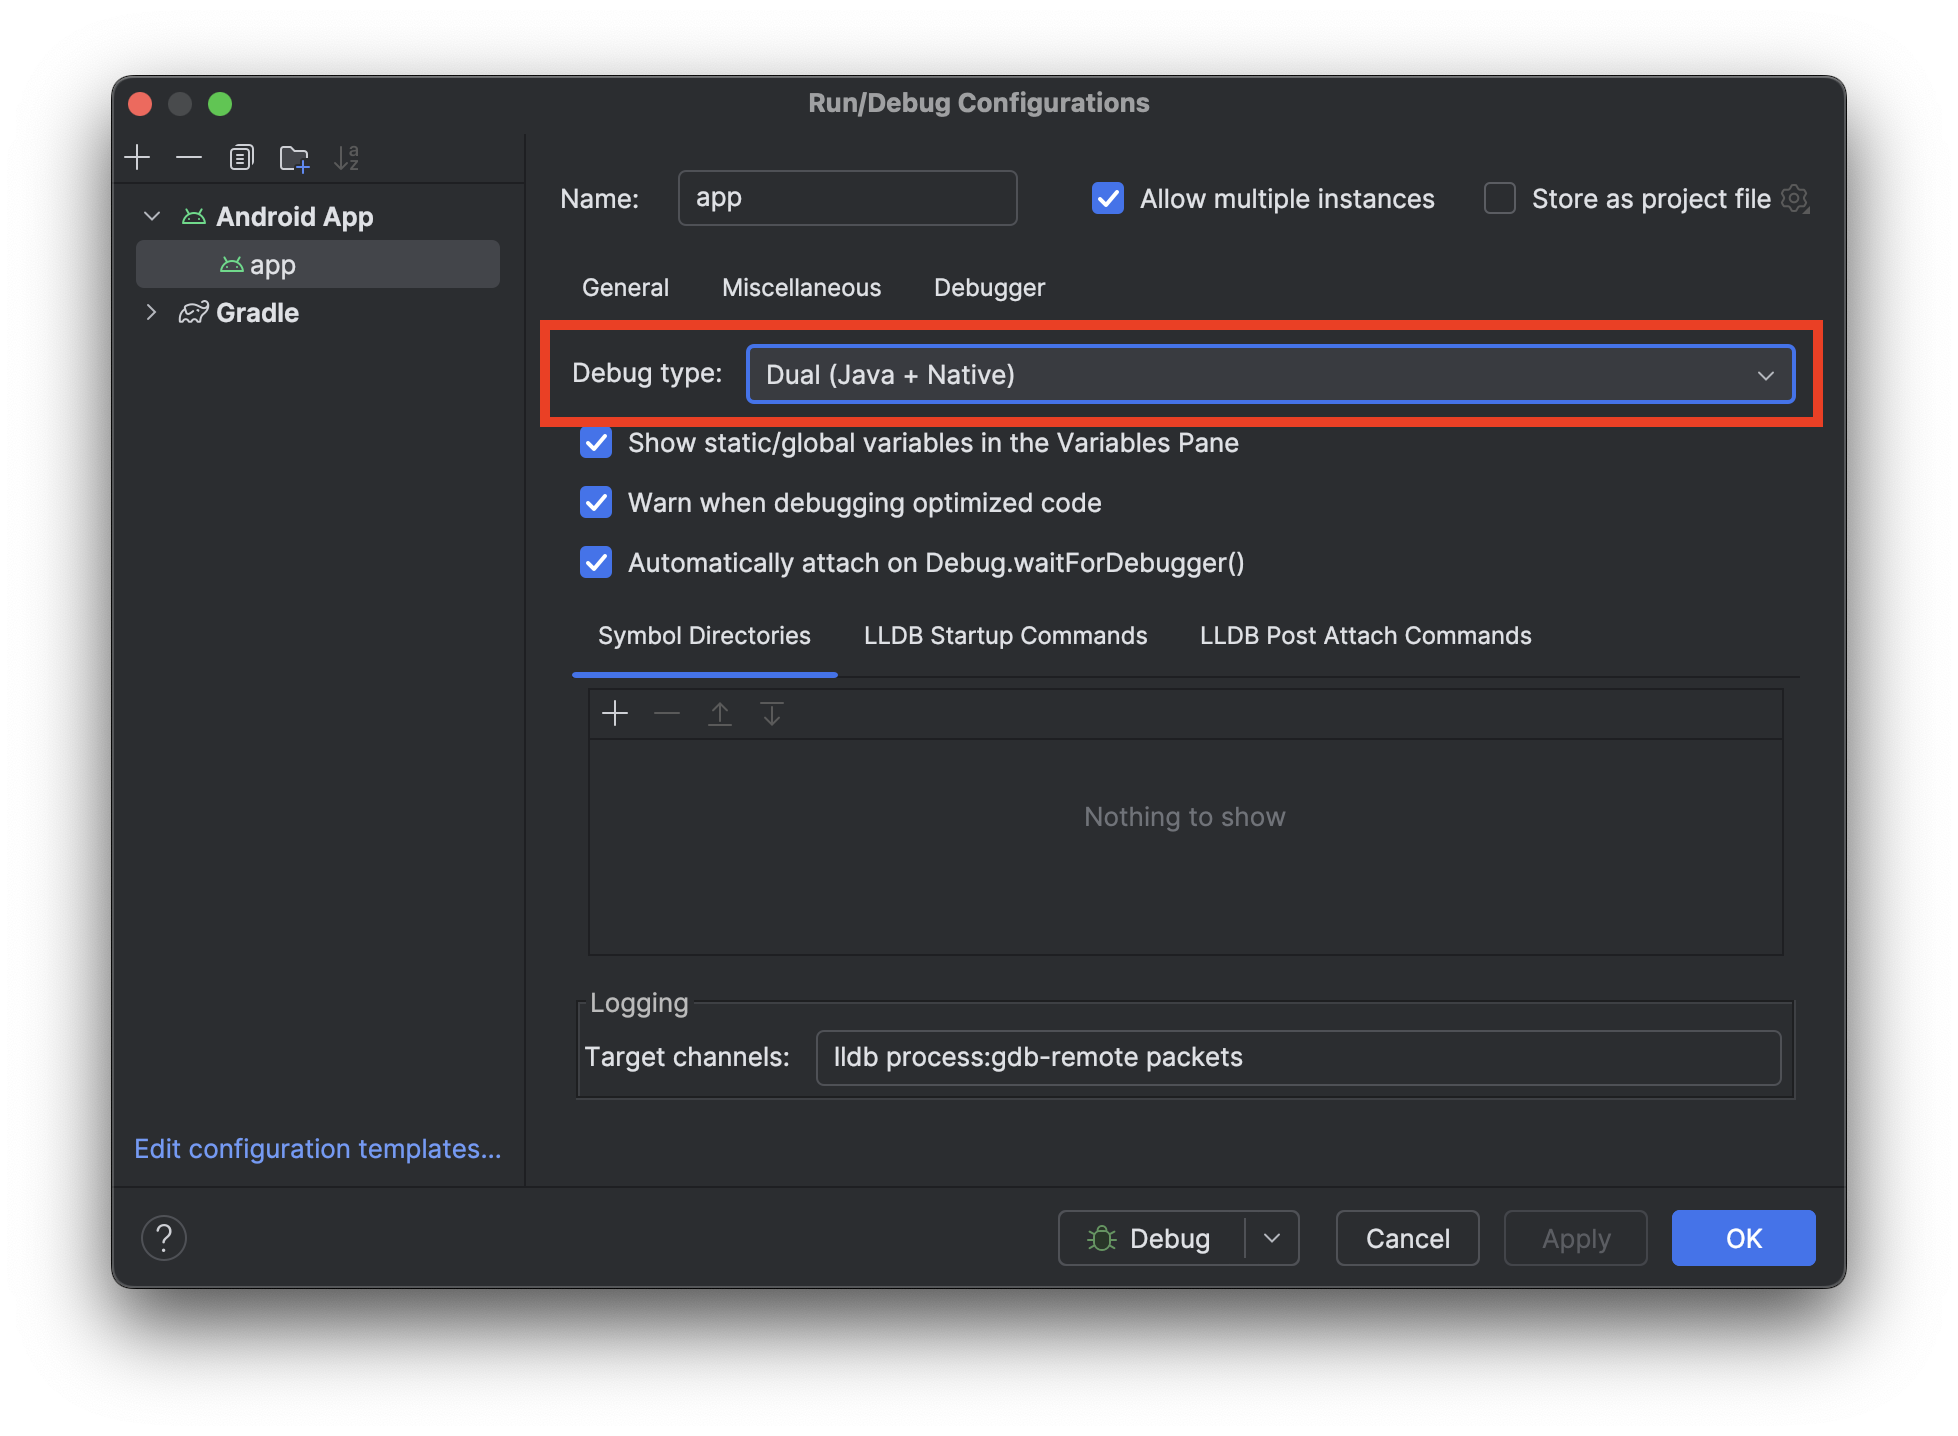 Run/Debug Configurations
Android App
app
Gradle
Edit configuration templates...
Name: app
Allow multiple instances
Store as project file
General Miscellaneous Debugger
Debug type: Dual (Java + Native)
Show static/global variables in the Variables Pane
Warn when debugging optimized code
Automatically attach on Debug.waitForDebugger()
Symbol Directories LLDB Startup Commands LLDB Post Attach Commands
Nothing to show
Logging
Target channels: lldb process:gdb-remote packets
? Debug Cancel Apply OK